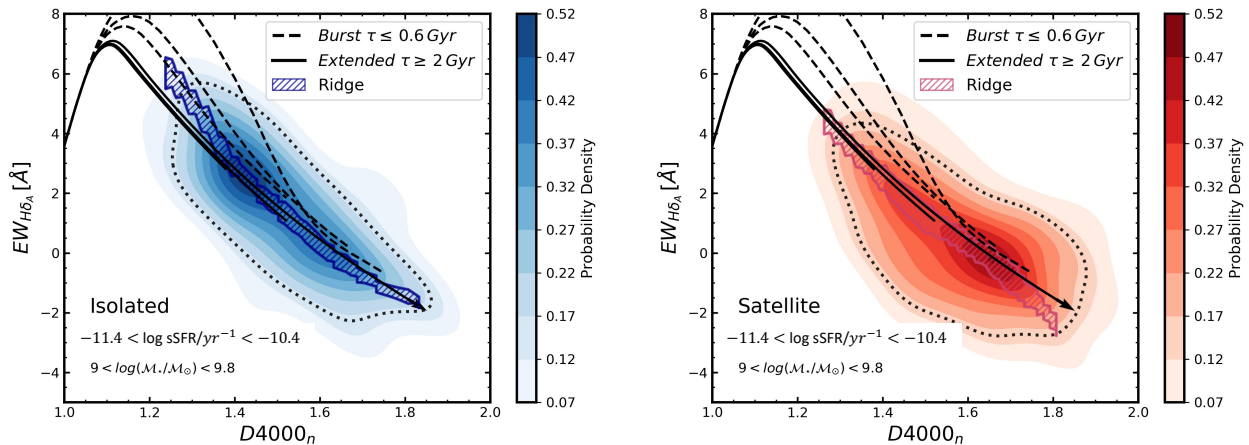 8
6
4
2
0
−2
−4
EW_{Hδ_A} [Å]
Burst τ ≤ 0.6 Gyr
Extended τ ≥ 2 Gyr
Ridge
Isolated
−11.4 < log sSFR/yr⁻¹ < −10.4
9 < log(ℳ⋆/ℳ⊙) < 9.8
1.0 1.2 1.4 1.6 1.8 2.0
D4000ₙ
0.52
0.47
0.42
0.37
0.32
0.27
0.22
0.17
0.12
0.07
Probability Density
8
6
4
2
0
−2
−4
EW_{Hδ_A} [Å]
Burst τ ≤ 0.6 Gyr
Extended τ ≥ 2 Gyr
Ridge
Satellite
−11.4 < log sSFR/yr⁻¹ < −10.4
9 < log(ℳ⋆/ℳ⊙) < 9.8
1.0 1.2 1.4 1.6 1.8 2.0
D4000ₙ
0.52
0.47
0.42
0.37
0.32
0.27
0.22
0.17
0.12
0.07
Probability Density